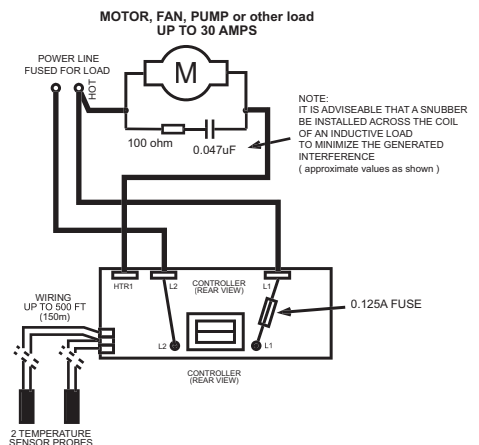 MOTOR, FAN, PUMP or other load
UP TO 30 AMPS
POWER LINE
FUSED FOR LOAD
HOT
M
100 ohm
0.047uF
NOTE:
IT IS ADVISEABLE THAT A SNUBBER
BE INSTALLED ACROSS THE COIL
OF AN INDUCTIVE LOAD
TO MINIMIZE THE GENERATED
INTERFERENCE
( approximate values as shown )
HTR1
L2
CONTROLLER
(REAR VIEW)
L1
WIRING
UP TO 500 FT
(150m)
0.125A FUSE
L2
L1
CONTROLLER
(REAR VIEW)
2 TEMPERATURE
SENSOR PROBES